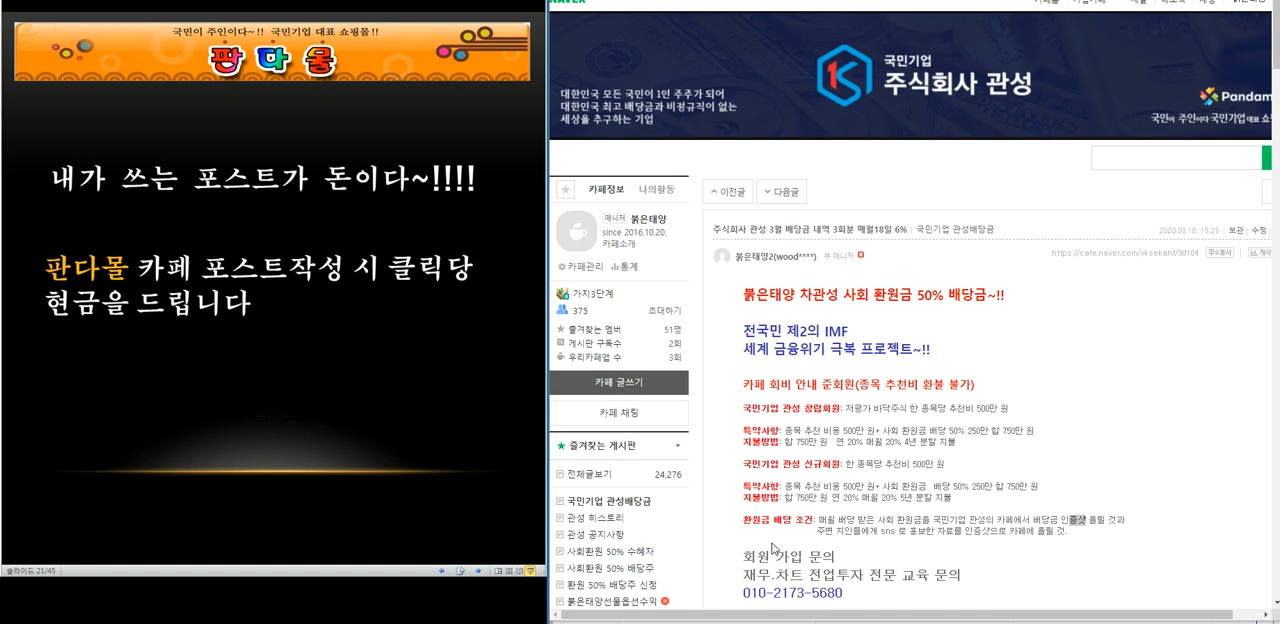 국민이 주인이다~!! 국민기업 대표 쇼핑몰!!
판다몰
내가 쓰는 포스트가 돈이다~!!!!
판다몰 카페 포스트작성 시 클릭당
현금을 드립니다
슬라이드 21/45
NAVER
대한민국 모든 국민이 1인 주주가 되어
대한민국 최고 배당금과 비정규직이 없는
세상을 추구하는 기업
국민기업
주식회사 관성
Pandam
국민이 주인이다 국민기업 대표 쇼
카페정보 나의활동
매니저 붉은태양
since 2016.10.20.
카페소개
카페관리 통계
가지3단계
375 초대하기
즐겨찾는 멤버 51명
게시판 구독수 2회
우리카페앱 수 3회
카페 글쓰기
카페 채팅
즐겨찾는 게시판
전체글보기 24,276
국민기업 관성배당금
관성 히스토리
관성 공지사항
사회환원 50% 수혜자
사회환원 50% 배당주
환원 50% 배당주 신청
붉은태양선물옵션수익
이전글 다음글
주식회사 관성 3월 배당금 내역 3회분 매월18일 6% | 국민기업 관성배당금
2020.03.18. 15:25 | 보관 | 수정
붉은태양2(wood****) 부 매니저
https://cafe.naver.com/vksekahf/30104 주소복사
붉은태양 차관성 사회 환원금 50% 배당금~!!
전국민 제2의 IMF
세계 금융위기 극복 프로젝트~!!
카페 회비 안내 준회원(종목 추천비 환불 불가)
국민기업 관성 창립회원: 저평가 바닥주식 한 종목당 추천비 500만 원
특약사항: 종목 추천 비용 500만 원+ 사회 환원금 배당 50% 250만 합 750만 원
지불방법: 합 750만 원 연 20% 매월 20% 4년 분할 지불
국민기업 관성 신규회원: 한 종목당 추천비 500만 원
특약사항: 종목 추천 비용 500만 원+ 사회 환원금 배당 50% 250만 합 750만 원
지불방법: 합 750만 원 연 20% 매월 20% 5년 분할 지불
환원금 배당 조건: 매월 배당 받은 사회 환원금을 국민기업 관성의 카페에서 배당금 인증샷 올릴 것과
주변 지인들에게 sns 로 홍보한 자료를 인증샷으로 카페에 올릴 것.
회원 가입 문의
재무.차트 전업투자 전문 교육 문의
010-2173-5680